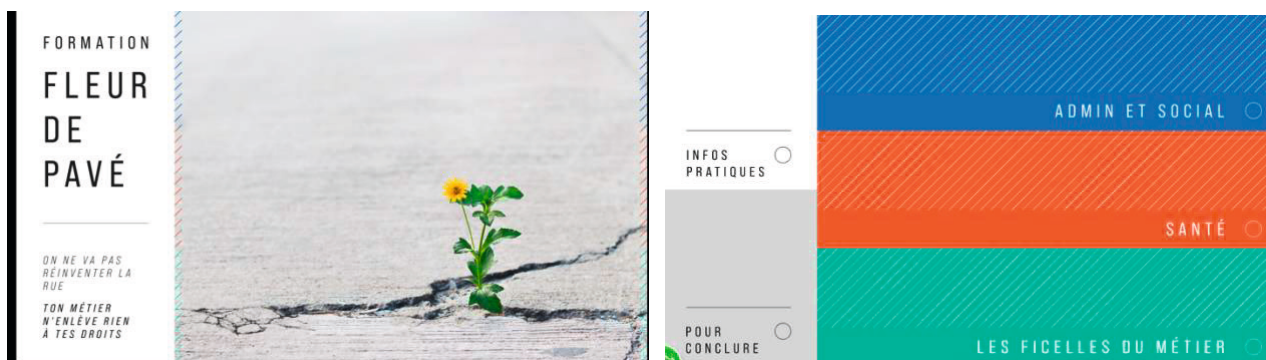 FORMATION
FLEUR
DE
PAVÉ
ON NE VA PAS
RÉINVENTER LA
RUE
TON MÉTIER
N'ENLÈVE RIEN
À TES DROITS
INFOS
PRATIQUES
POUR
CONCLURE
ADMIN ET SOCIAL
SANTÉ
LES FICELLES DU MÉTIER